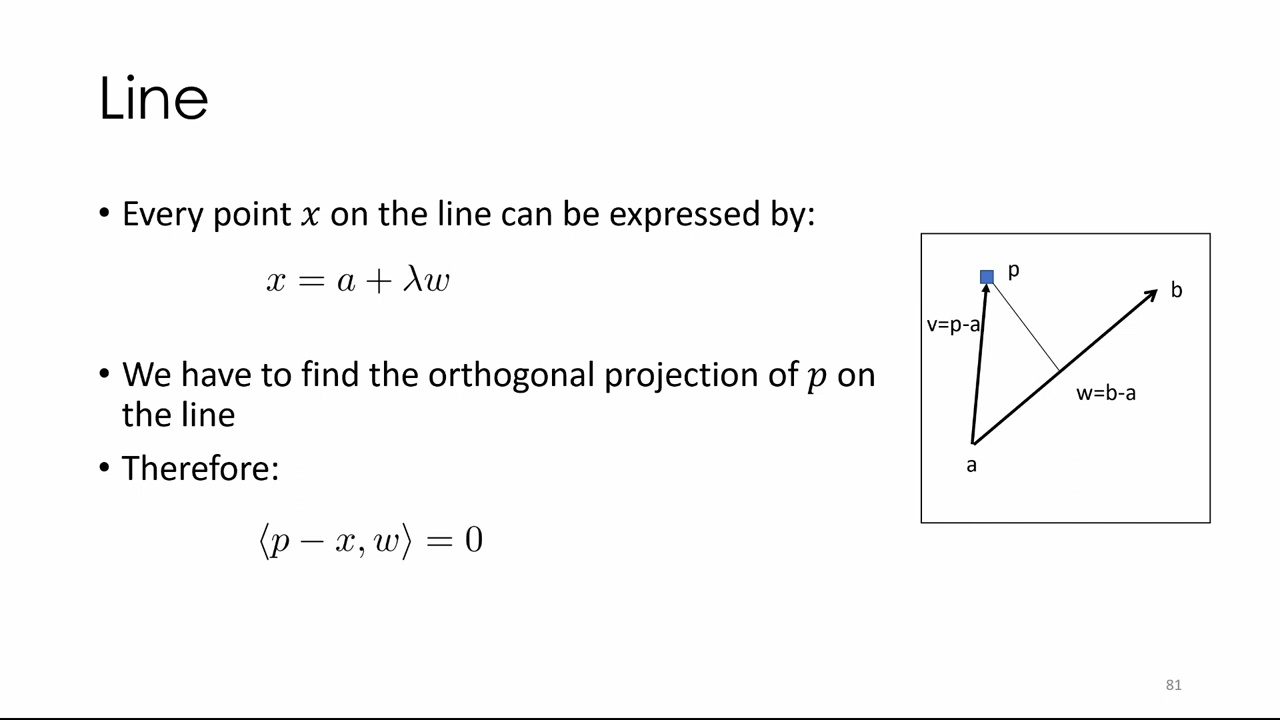 Line
• Every point x on the line can be expressed by:
x = a + λw
• We have to find the orthogonal projection of p on
the line
• Therefore:
⟨p − x, w⟩ = 0
p
b
v=p-a
w=b-a
a
81